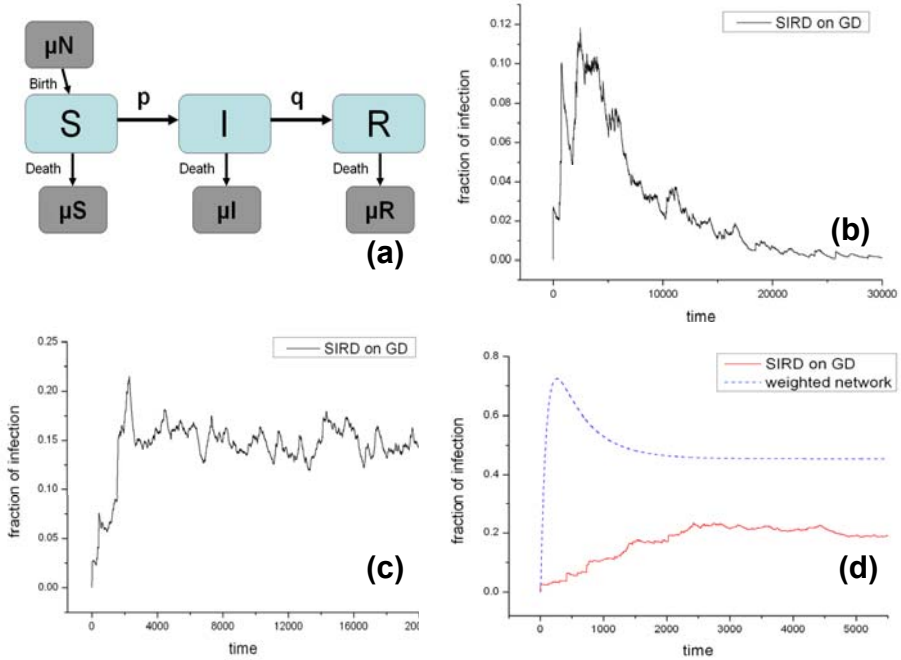 μN
Birth
S
p
I
q
R
Death
Death
Death
μS
μI
μR
(a)
SIRD on GD
fraction of infection
0.12
0.10
0.08
0.06
0.04
0.02
0.00
0
10000
20000
30000
time
(b)
SIRD on GD
fraction of infection
0.25
0.20
0.15
0.10
0.05
0.00
0
4000
8000
12000
16000
time
(c)
SIRD on GD
weighted network
fraction of infection
0.8
0.6
0.4
0.2
0.0
0
1000
2000
3000
4000
5000
time
(d)